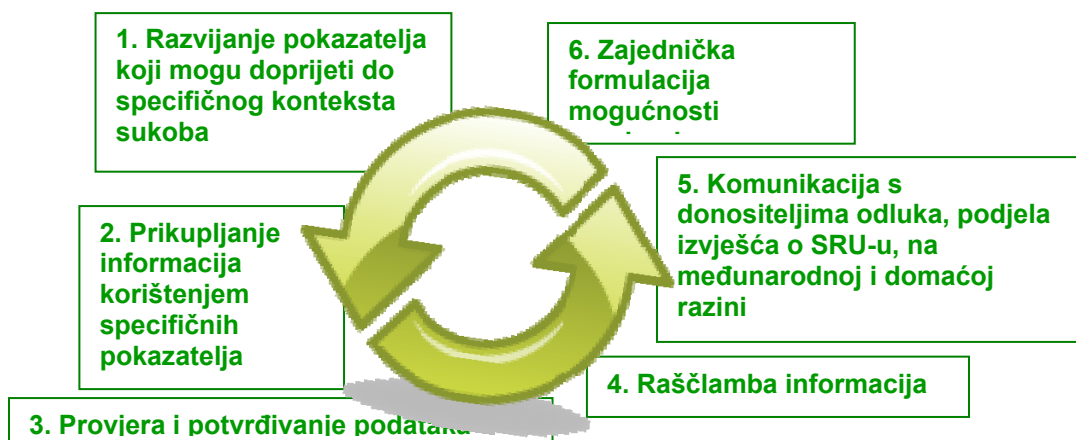 1. Razvijanje pokazatelja
koji mogu doprijeti do
specifičnog konteksta
sukoba
2. Prikupljanje
informacija
korištenjem
specifičnih
pokazatelja
3. Provjera i potvrđivanje podataka
4. Raščlamba informacija
5. Komunikacija s
donositeljima odluka, podjela
izvješća o SRU-u, na
međunarodnoj i domaćoj
razini
6. Zajednička
formulacija
mogućnosti